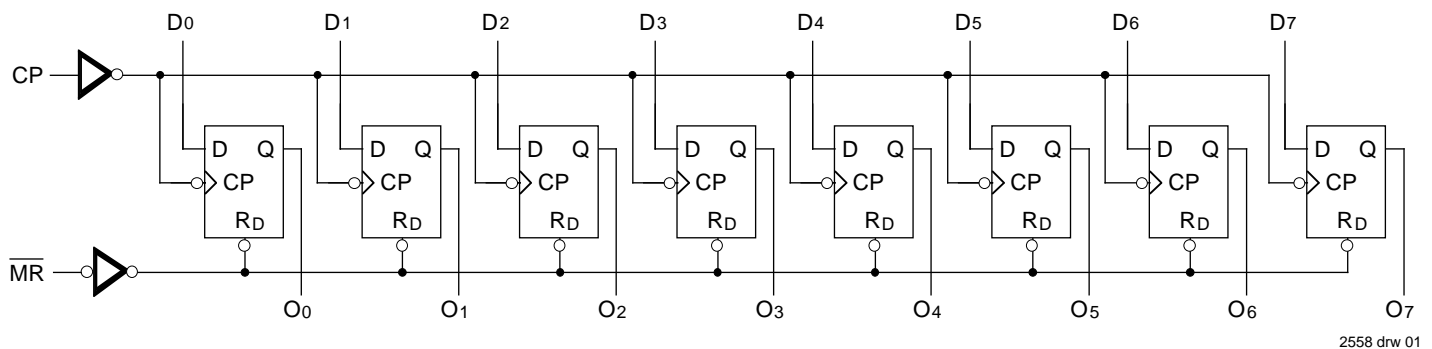 D0 D1 D2 D3 D4 D5 D6 D7
CP
D Q D Q D Q D Q D Q D Q D Q D Q
CP CP CP CP CP CP CP CP
RD RD RD RD RD RD RD RD
M̅R̅
O0 O1 O2 O3 O4 O5 O6 O7
2558 drw 01